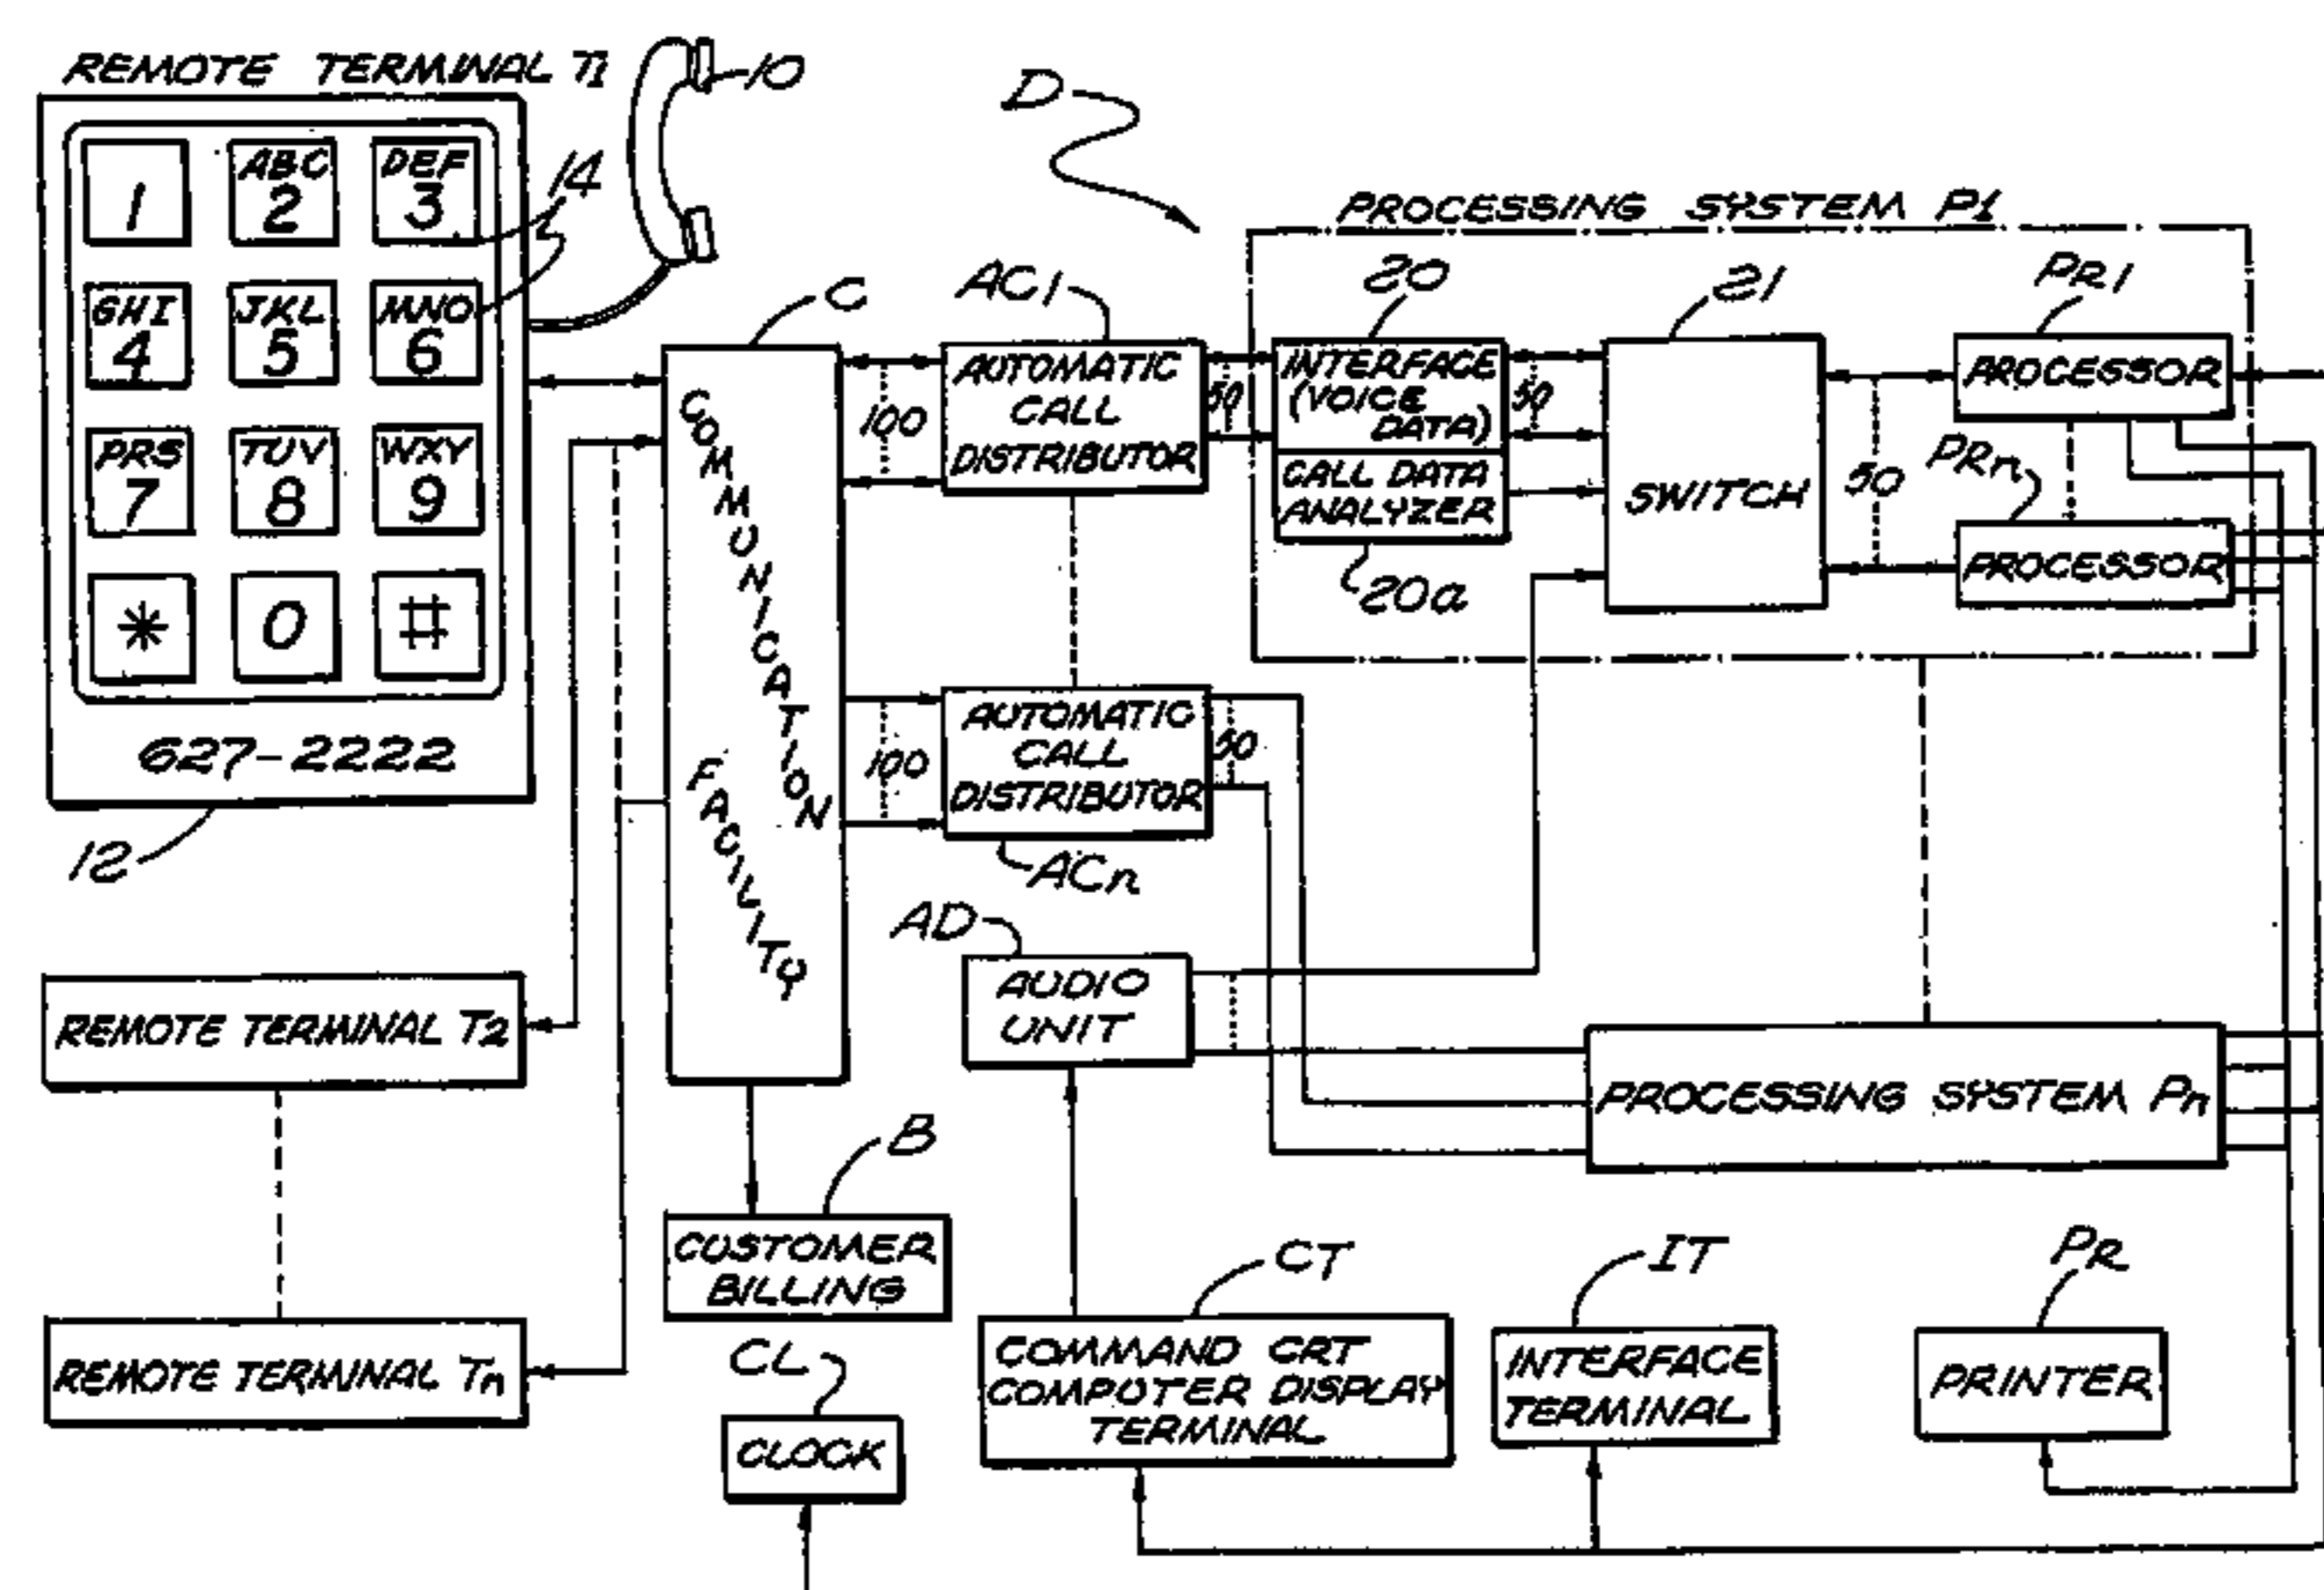 REMOTE TERMINAL T1
10
D
1
ABC
2
DEF
3
14
PROCESSING SYSTEM P1
GHI
4
JKL
5
MNO
6
C
AC1
20
21
PR1
AUTOMATIC
CALL
DISTRIBUTOR
INTERFACE
(VOICE
DATA)
CALL DATA
ANALYZER
SWITCH
PROCESSOR
100
50
50
50
PRn
PROCESSOR
PRS
7
TUV
8
WXY
9
20a
*
0
#
COMMUNICATION
FACILITY
627-2222
12
AUTOMATIC
CALL
DISTRIBUTOR
100
50
ACn
AD
AUDIO
UNIT
REMOTE TERMINAL T2
PROCESSING SYSTEM Pn
B
CUSTOMER
BILLING
CT
IT
PR
REMOTE TERMINAL Tn
CL
CLOCK
COMMAND CRT
COMPUTER DISPLAY
TERMINAL
INTERFACE
TERMINAL
PRINTER